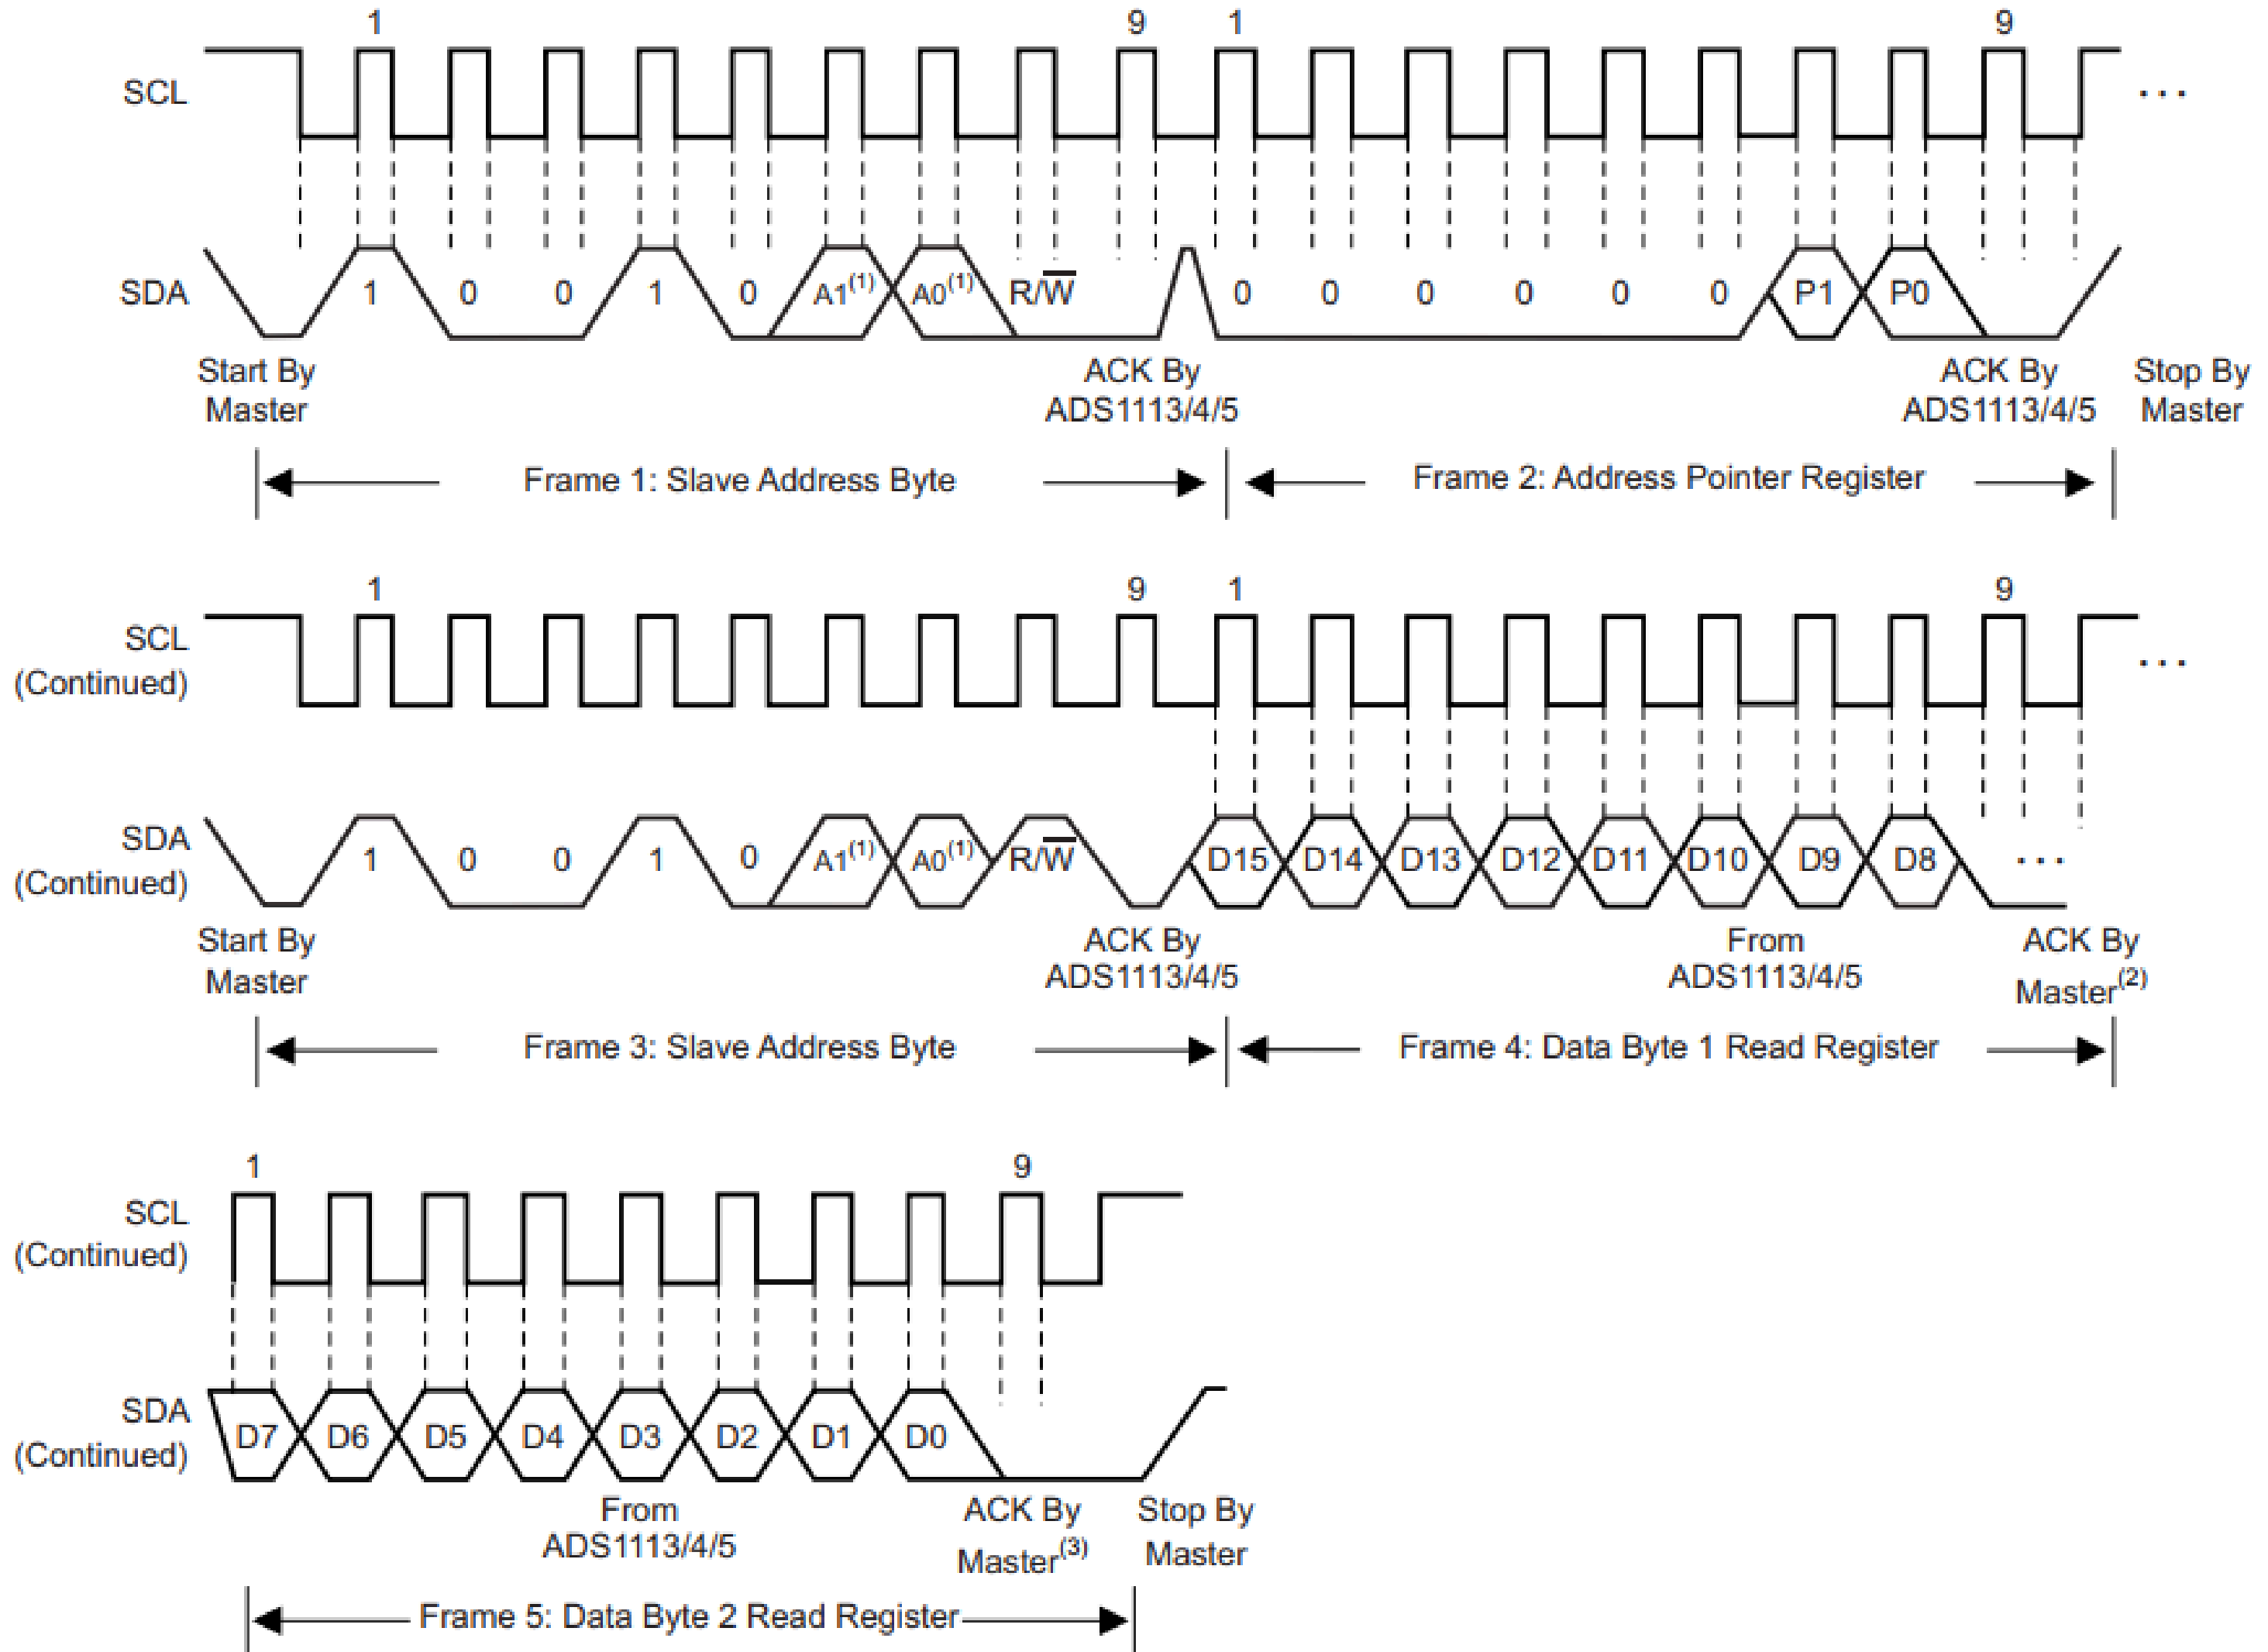 1 9 1 9
SCL ...
SDA 1 0 0 1 0 A1(1) A0(1) R/W̅ 0 0 0 0 0 0 P1 P0
Start By ACK By ACK By Stop By
Master ADS1113/4/5 ADS1113/4/5 Master
Frame 1: Slave Address Byte Frame 2: Address Pointer Register
1 9 1 9
SCL ...
(Continued)
SDA 1 0 0 1 0 A1(1) A0(1) R/W̅ D15 D14 D13 D12 D11 D10 D9 D8 ...
(Continued)
Start By ACK By From ACK By
Master ADS1113/4/5 ADS1113/4/5 Master(2)
Frame 3: Slave Address Byte Frame 4: Data Byte 1 Read Register
1 9
SCL
(Continued)
SDA D7 D6 D5 D4 D3 D2 D1 D0
(Continued)
From ACK By Stop By
ADS1113/4/5 Master(3) Master
Frame 5: Data Byte 2 Read Register